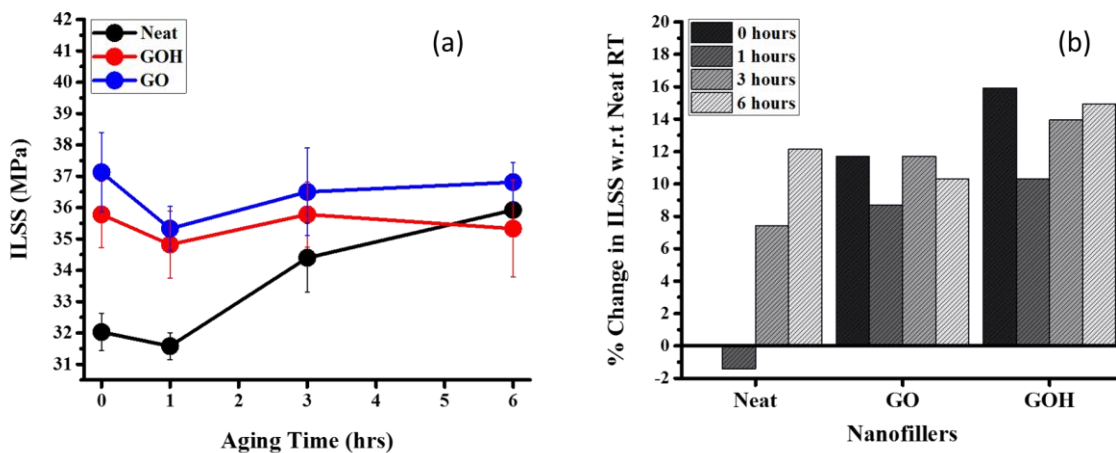 (a)
Neat
GOH
GO
42
41
40
39
38
37
36
35
34
33
32
31
ILSS (MPa)
0 1 2 3 4 5 6
Aging Time (hrs)
(b)
0 hours
1 hours
3 hours
6 hours
20
18
16
14
12
10
8
6
4
2
0
-2
% Change in ILSS w.r.t Neat RT
Neat GO GOH
Nanofillers